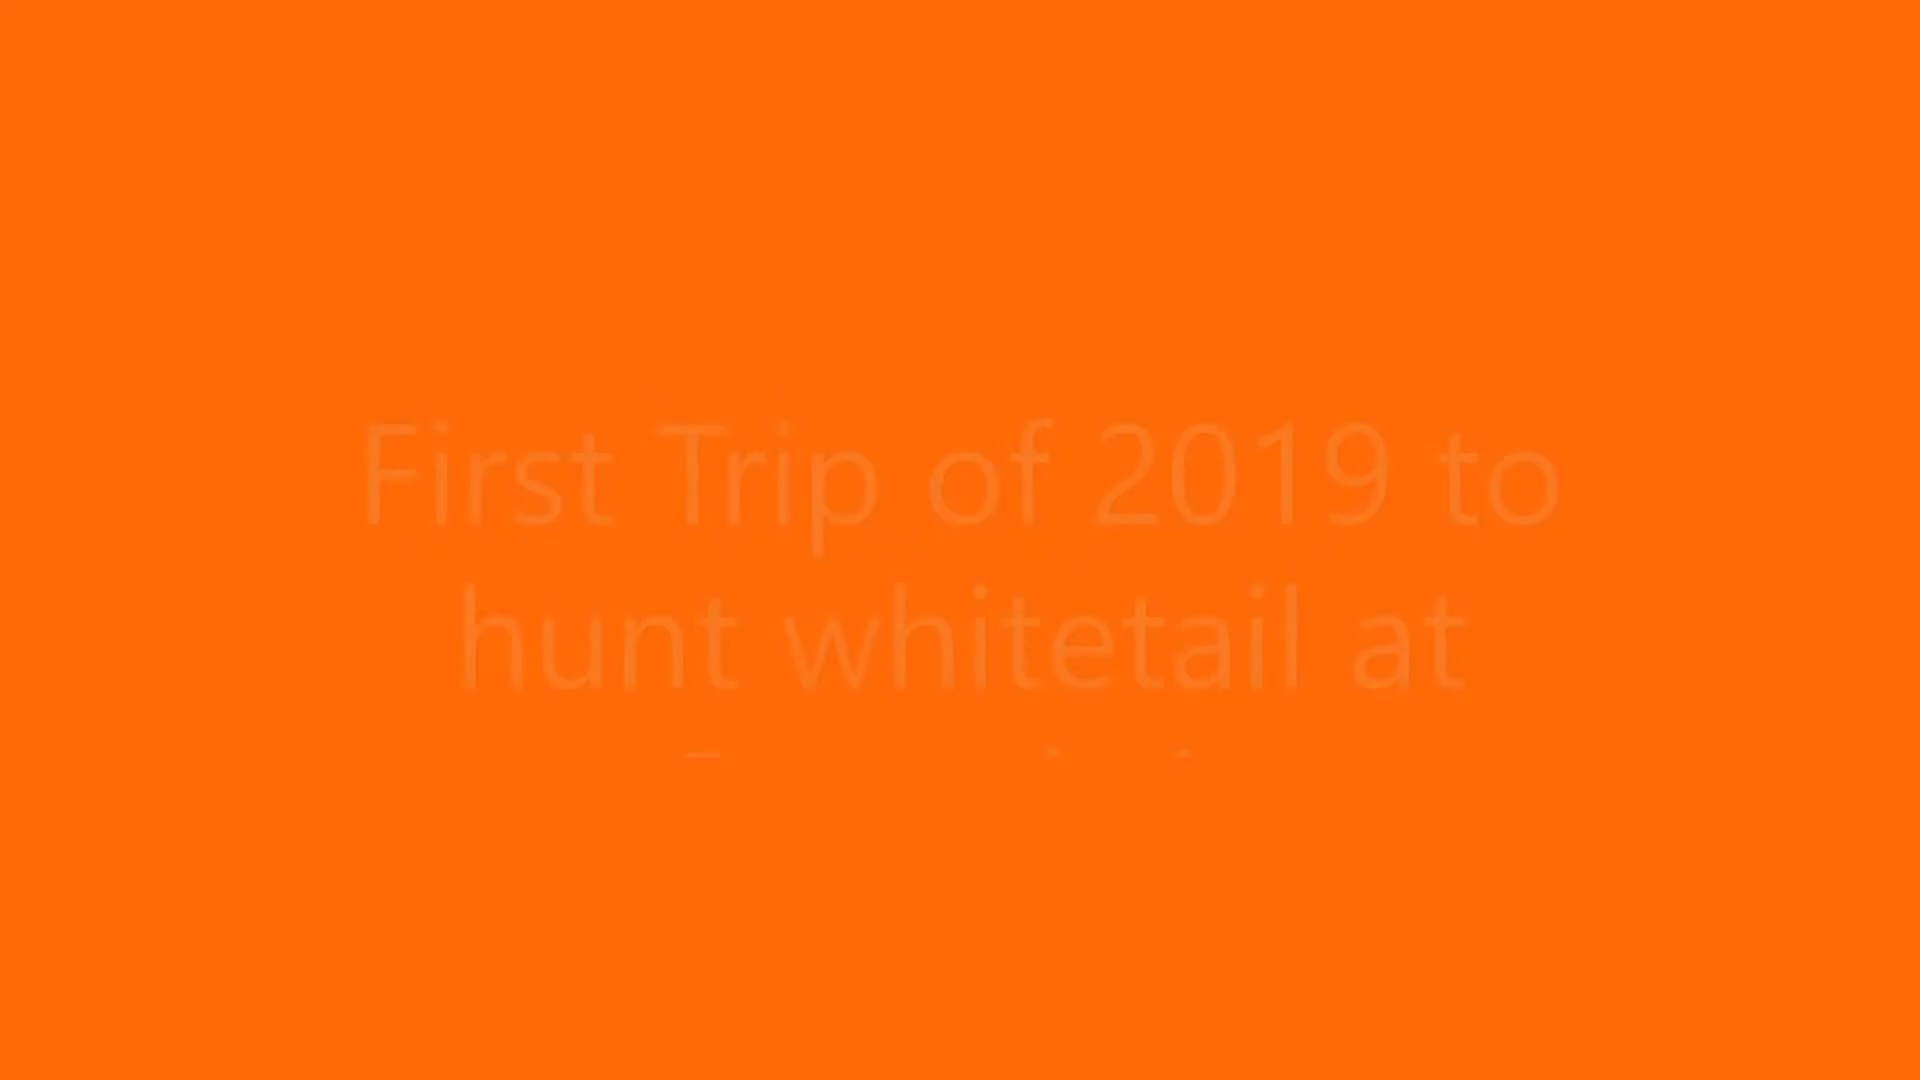 First Trip of 2019 to
hunt whitetail at